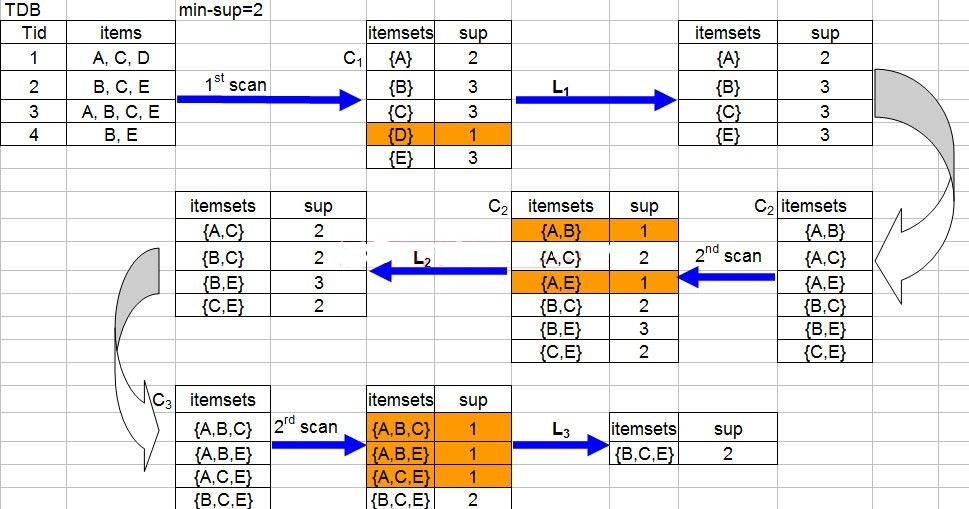 TDB min-sup=2
Tid items itemsets sup itemsets sup
1 A, C, D C1 {A} 2 {A} 2
2 B, C, E 1st scan {B} 3 L1 {B} 3
3 A, B, C, E {C} 3 {C} 3
4 B, E {D} 1 {E} 3
{E} 3
itemsets sup C2 itemsets sup C2 itemsets
{A,C} 2 {A,B} 1 {A,B}
{B,C} 2 L2 {A,C} 2 2nd scan {A,C}
{B,E} 3 {A,E} 1 {A,E}
{C,E} 2 {B,C} 2 {B,C}
{B,E} 3 {B,E}
{C,E} 2 {C,E}
C3 itemsets itemsets sup
{A,B,C} 2rd scan {A,B,C} 1 L3 itemsets sup
{A,B,E} {A,B,E} 1 {B,C,E} 2
{A,C,E} {A,C,E} 1
{B,C,E} {B,C,E} 2